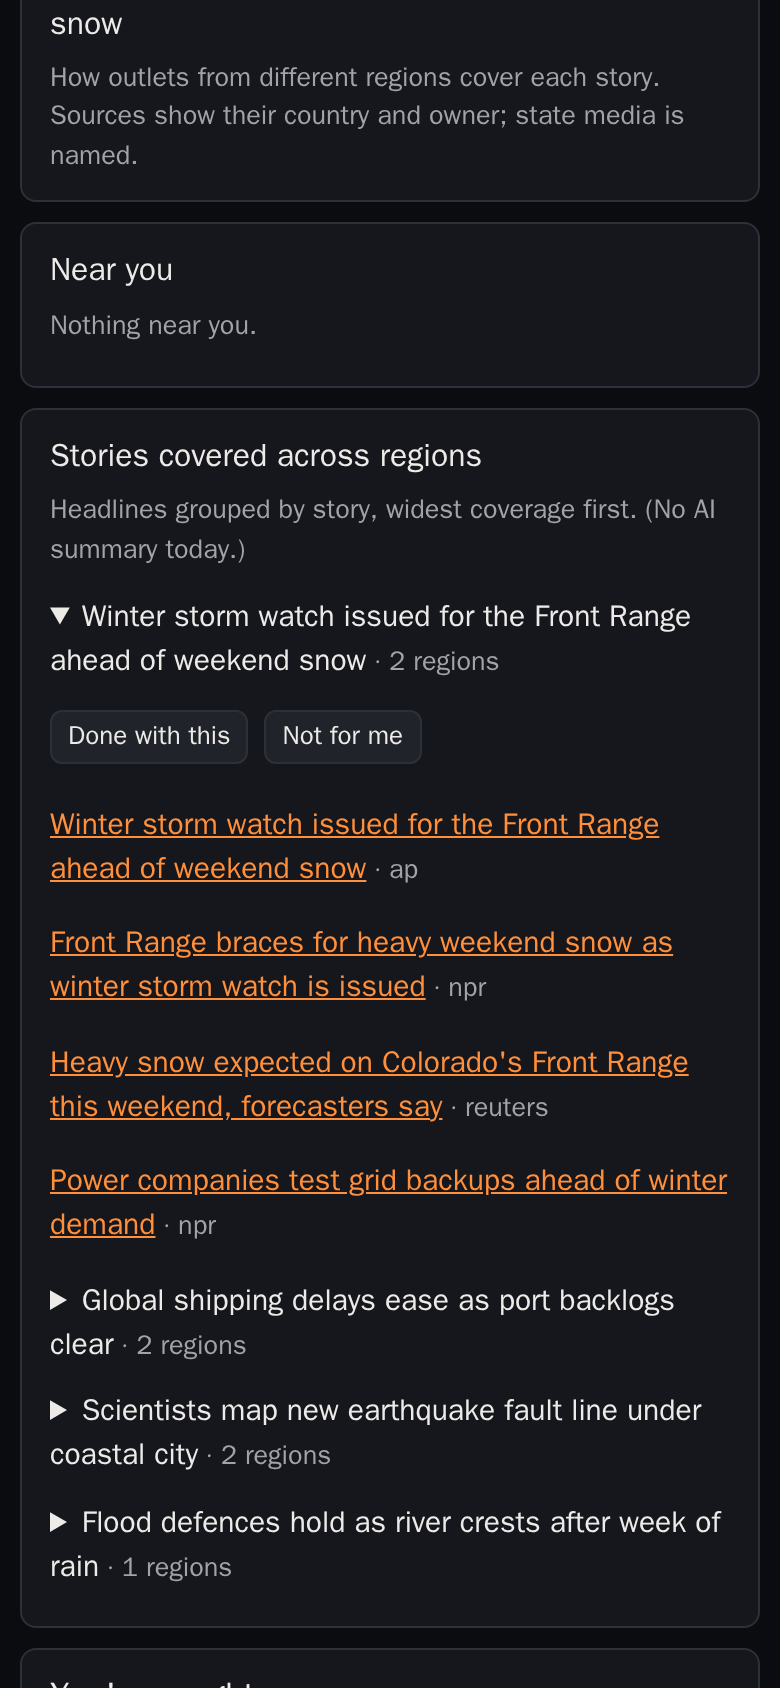 snow
How outlets from different regions cover each story.
Sources show their country and owner; state media is
named.
Near you
Nothing near you.
Stories covered across regions
Headlines grouped by story, widest coverage first. (No AI
summary today.)
▼ Winter storm watch issued for the Front Range
ahead of weekend snow · 2 regions
Done with this
Not for me
Winter storm watch issued for the Front Range
ahead of weekend snow · ap
Front Range braces for heavy weekend snow as
winter storm watch is issued · npr
Heavy snow expected on Colorado's Front Range
this weekend, forecasters say · reuters
Power companies test grid backups ahead of winter
demand · npr
▶ Global shipping delays ease as port backlogs
clear · 2 regions
▶ Scientists map new earthquake fault line under
coastal city · 2 regions
▶ Flood defences hold as river crests after week of
rain · 1 regions